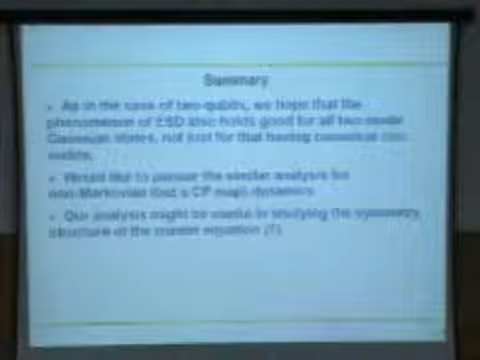 Summary
• As in the case of two-qubits, we hope that the
phenomenon of ESD also holds good for all two-mode
Gaussian states, not just for that having canonical
• Would like to pursue the similar analysis for
non-Markovian (not a CP map) dynamics.
• Our analysis might be useful in studying the symmetry
structure of the master equation